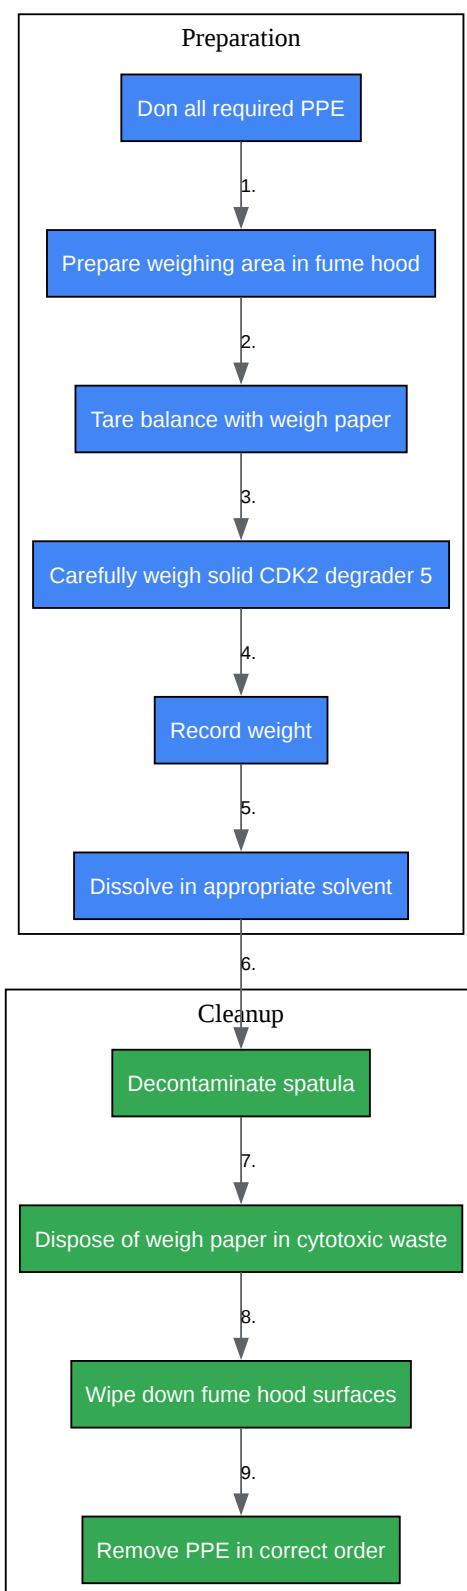 Preparation
Don all required PPE
1.
Prepare weighing area in fume hood
2.
Tare balance with weigh paper
3.
Carefully weigh solid CDK2 degrader 5
4.
Record weight
5.
Dissolve in appropriate solvent
6.
Cleanup
Decontaminate spatula
7.
Dispose of weigh paper in cytotoxic waste
8.
Wipe down fume hood surfaces
9.
Remove PPE in correct order